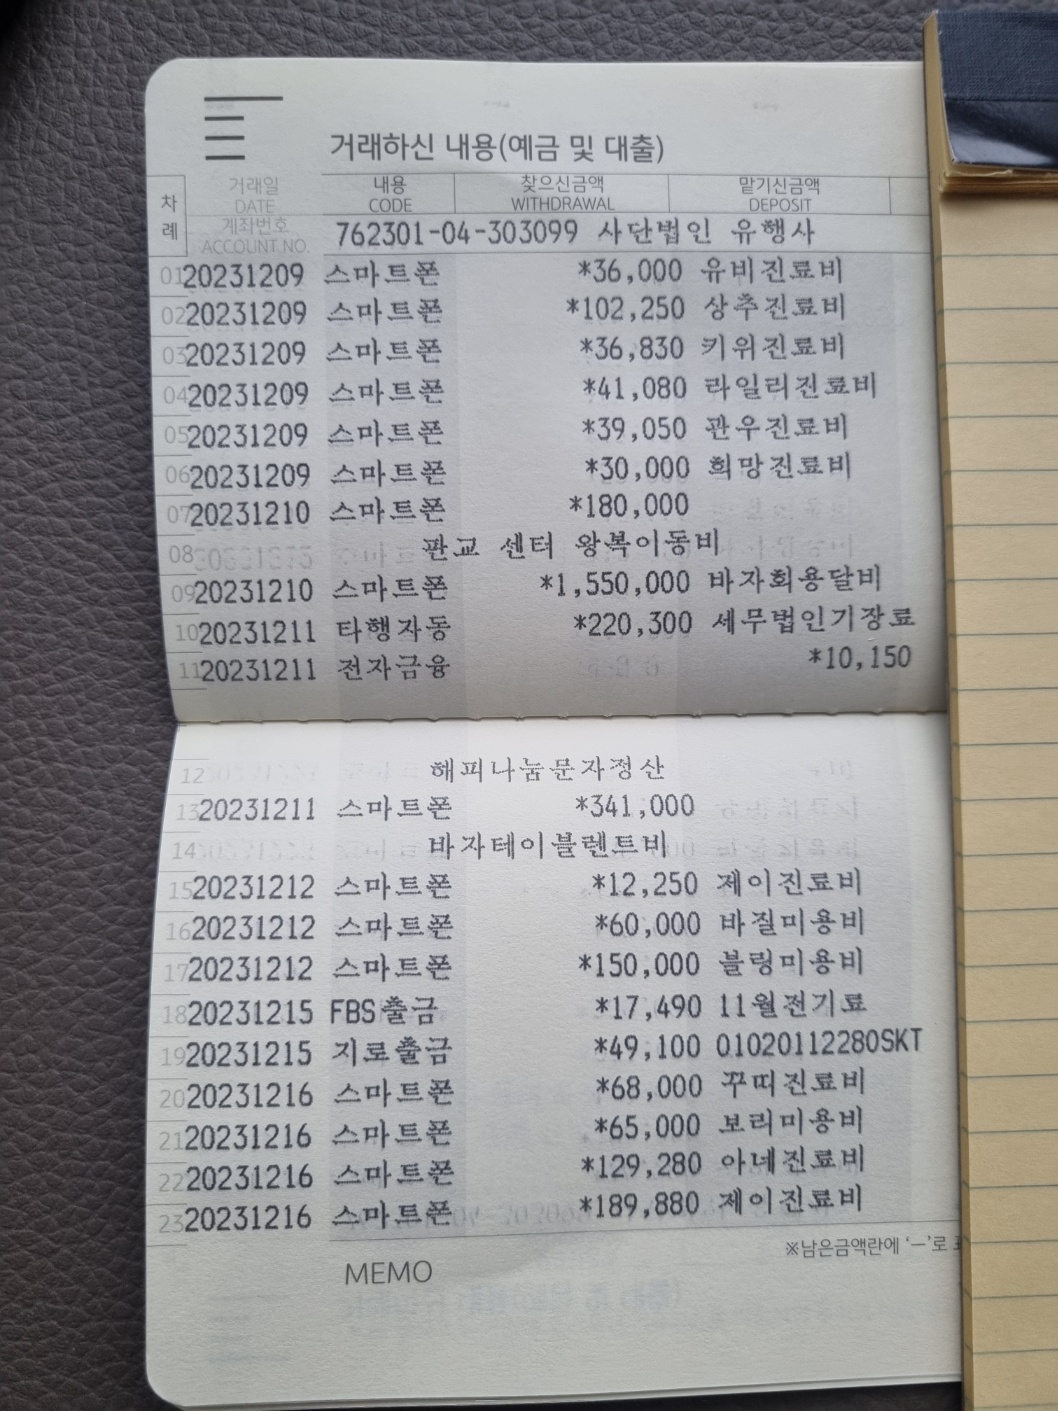 거래하신 내용(예금 및 대출)
차례
거래일 내용 찾으신금액 맡기신금액
DATE CODE WITHDRAWAL DEPOSIT
계좌번호
ACCOUNT NO. 762301-04-303099 사단법인 유행사
01 20231209 스마트폰 *36,000 유비진료비
02 20231209 스마트폰 *102,250 상추진료비
03 20231209 스마트폰 *36,830 키위진료비
04 20231209 스마트폰 *41,080 라일리진료비
05 20231209 스마트폰 *39,050 관우진료비
06 20231209 스마트폰 *30,000 희망진료비
07 20231210 스마트폰 *180,000
08 판교 센터 왕복이동비
09 20231210 스마트폰 *1,550,000 바자회용달비
10 20231211 타행자동 *220,300 세무법인기장료
11 20231211 전자금융 *10,150
12 해피나눔문자정산
13 20231211 스마트폰 *341,000
14 바자테이블렌트비
15 20231212 스마트폰 *12,250 제이진료비
16 20231212 스마트폰 *60,000 바질미용비
17 20231212 스마트폰 *150,000 블링미용비
18 20231215 FBS출금 *17,490 11월전기료
19 20231215 지로출금 *49,100 01020112280SKT
20 20231216 스마트폰 *68,000 꾸띠진료비
21 20231216 스마트폰 *65,000 보리미용비
22 20231216 스마트폰 *129,280 아네진료비
23 20231216 스마트폰 *189,880 제이진료비
※남은금액란에 ‘－’로
MEMO